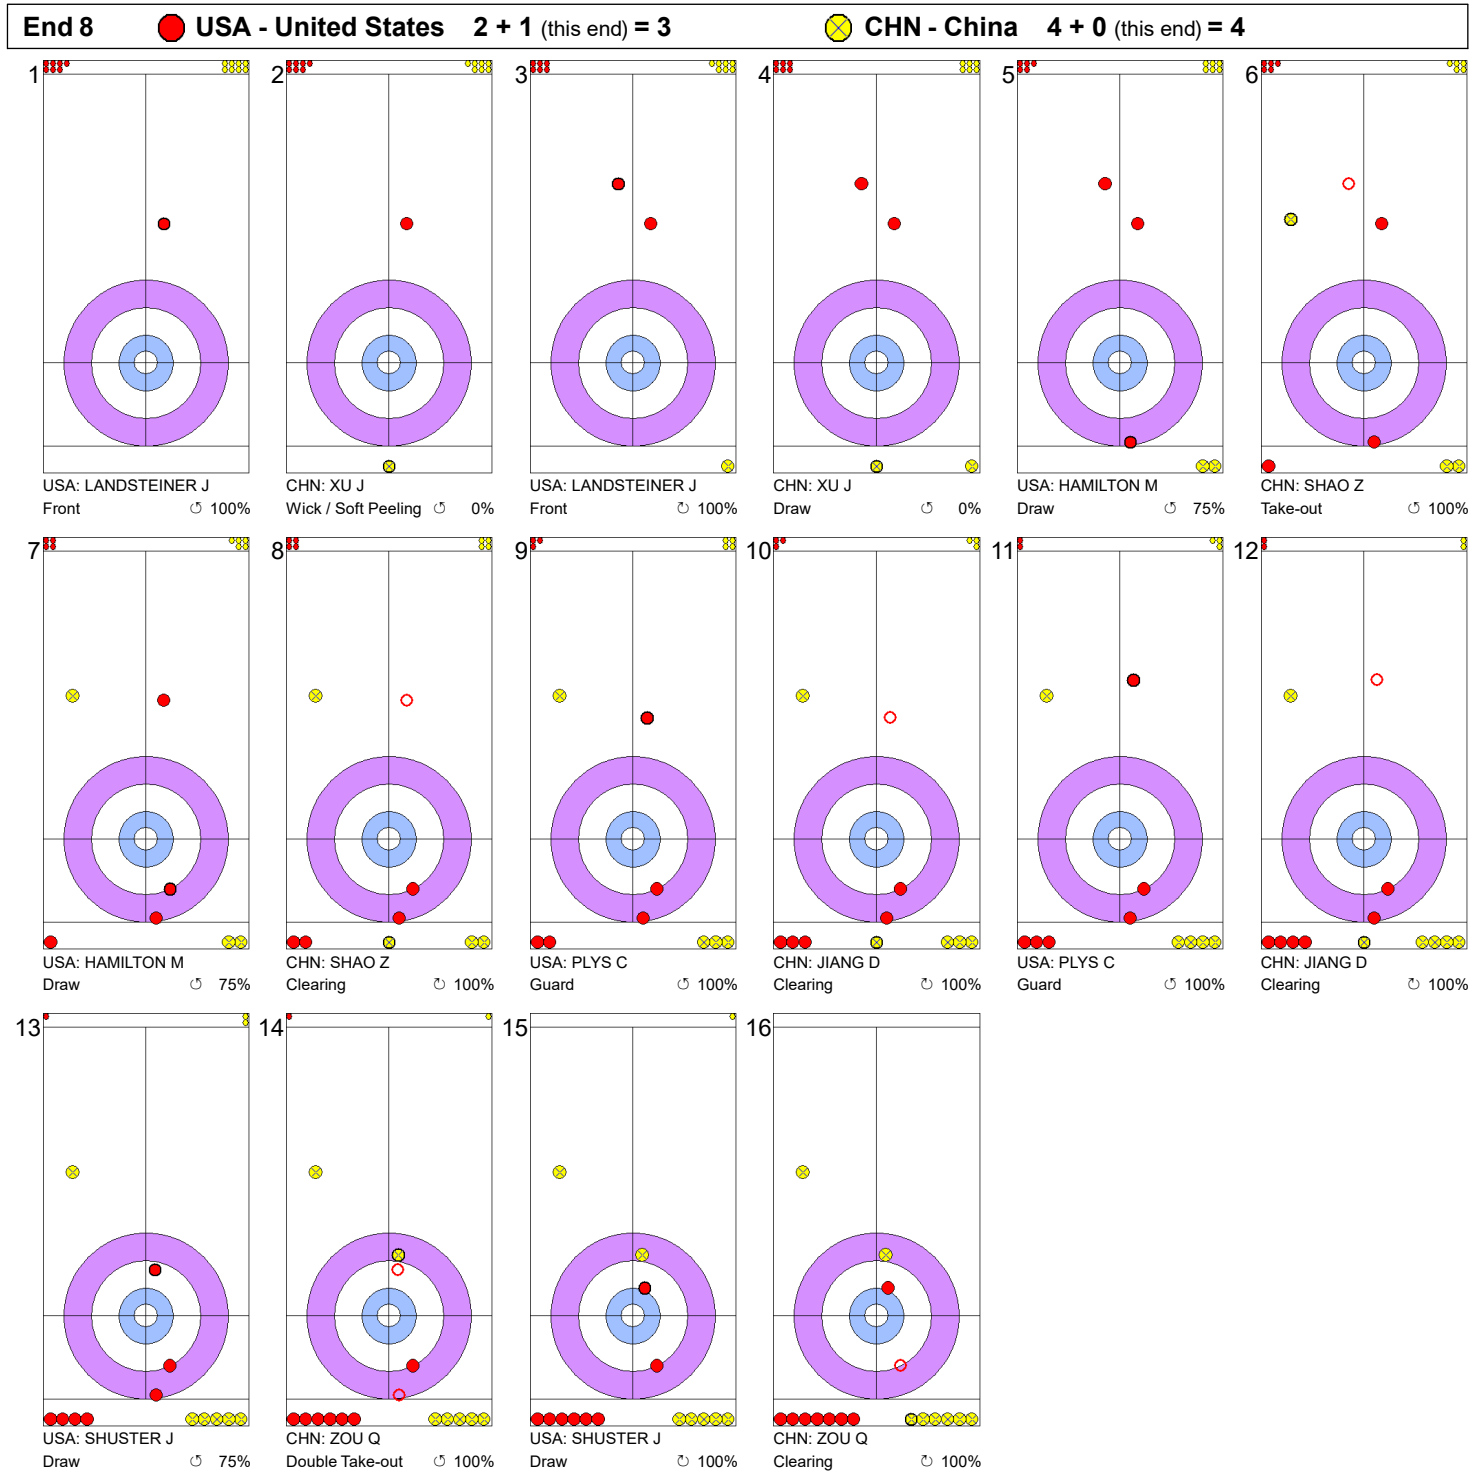 End 8 USA - United States 2 + 1 (this end) = 3 CHN - China 4 + 0 (this end) = 4
1 2 3 4 5 6
USA: LANDSTEINER J CHN: XU J USA: LANDSTEINER J CHN: XU J USA: HAMILTON M CHN: SHAO Z
Front ↺ 100% Wick / Soft Peeling ↺ 0% Front ↻ 100% Draw ↺ 0% Draw ↺ 75% Take-out ↺ 100%
7 8 9 10 11 12
USA: HAMILTON M CHN: SHAO Z USA: PLYS C CHN: JIANG D USA: PLYS C CHN: JIANG D
Draw ↺ 75% Clearing ↻ 100% Guard ↺ 100% Clearing ↻ 100% Guard ↺ 100% Clearing ↻ 100%
13 14 15 16
USA: SHUSTER J CHN: ZOU Q USA: SHUSTER J CHN: ZOU Q
Draw ↺ 75% Double Take-out ↺ 100% Draw ↻ 100% Clearing ↻ 100%